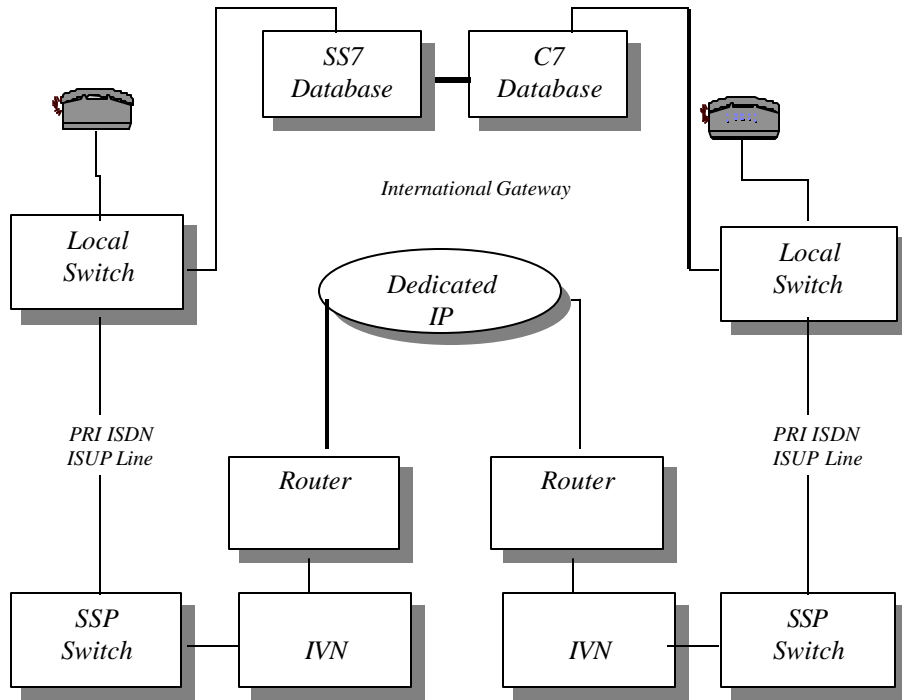 SS7
Database
C7
Database
International Gateway
Local
Switch
Dedicated
IP
Local
Switch
PRI ISDN
ISUP Line
PRI ISDN
ISUP Line
Router
Router
SSP
Switch
IVN
IVN
SSP
Switch